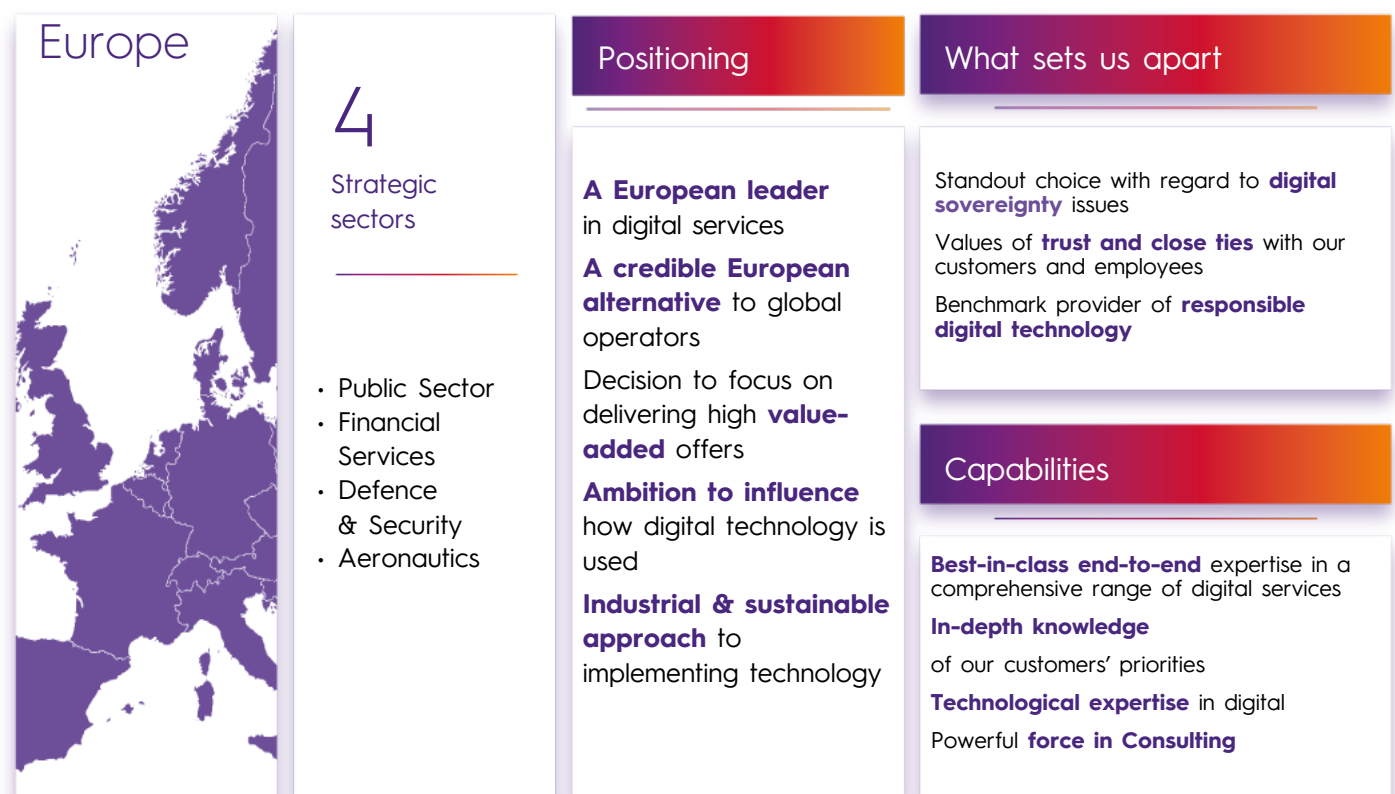 Europe
4
Strategic
sectors
• Public Sector
• Financial
Services
• Defence
& Security
• Aeronautics
Positioning
A European leader
in digital services
A credible European
alternative to global
operators
Decision to focus on
delivering high value-
added offers
Ambition to influence
how digital technology is
used
Industrial & sustainable
approach to
implementing technology
What sets us apart
Standout choice with regard to digital
sovereignty issues
Values of trust and close ties with our
customers and employees
Benchmark provider of responsible
digital technology
Capabilities
Best-in-class end-to-end expertise in a
comprehensive range of digital services
In-depth knowledge
of our customers’ priorities
Technological expertise in digital
Powerful force in Consulting